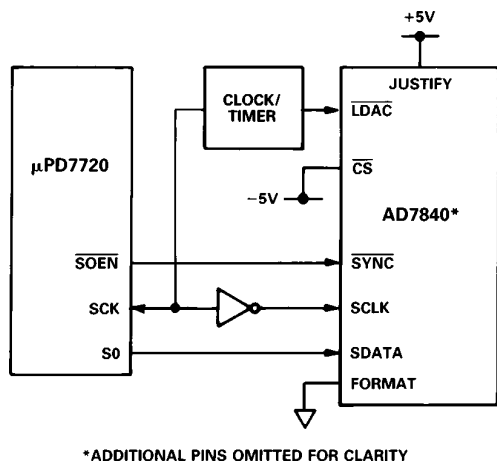 +5V
JUSTIFY
CLOCK/
TIMER
LDAC
μPD7720
CS
-5V
AD7840*
SOEN
SYNC
SCK
SCLK
S0
SDATA
FORMAT
*ADDITIONAL PINS OMITTED FOR CLARITY